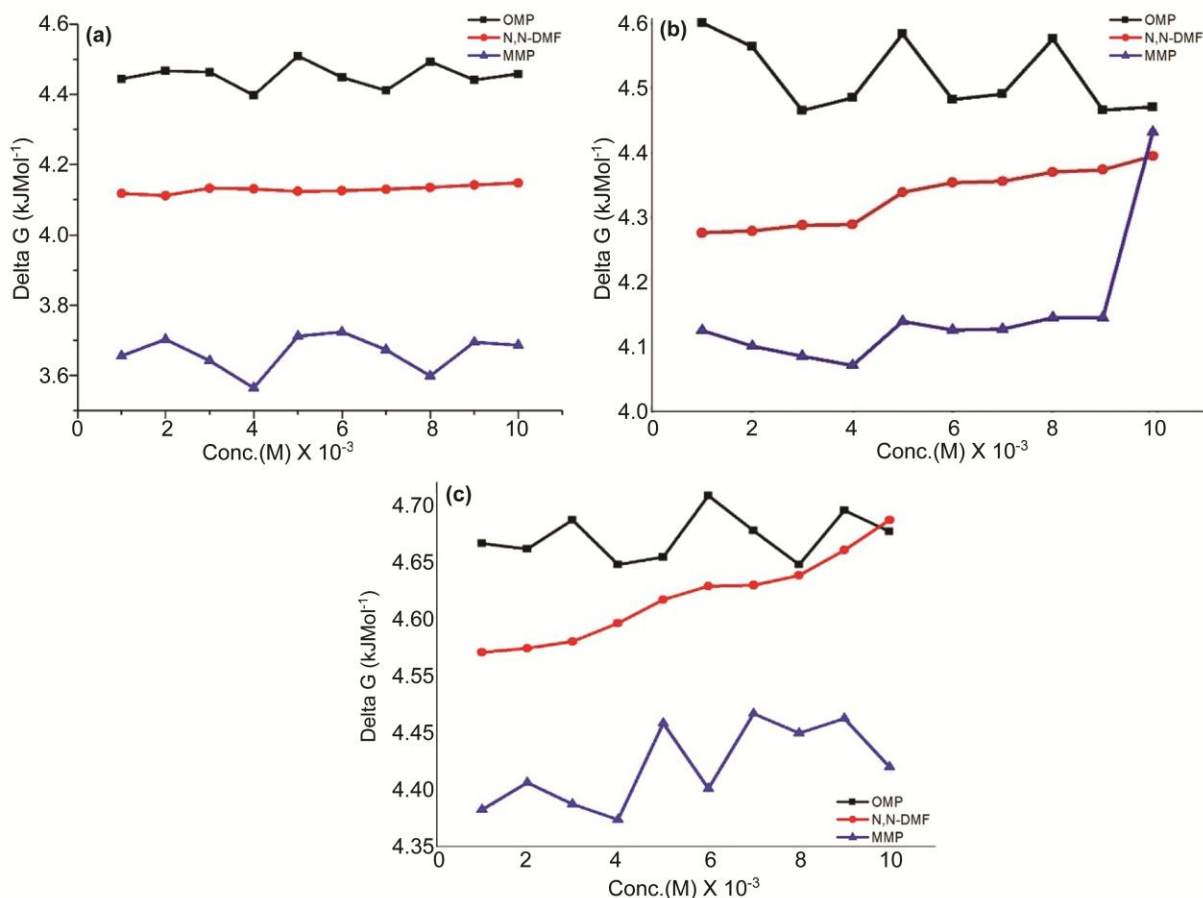 (a)
OMP
N,N-DMF
MMP
4.6
4.4
4.2
4.0
3.8
3.6
Delta G (kJMol⁻¹)
0 2 4 6 8 10
Conc.(M) X 10⁻³
(b)
OMP
N,N-DMF
MMP
4.6
4.5
4.4
4.3
4.2
4.1
4.0
Delta G (kJMol⁻¹)
0 2 4 6 8 10
Conc.(M) X 10⁻³
(c)
4.70
4.65
4.60
4.55
4.45
4.40
4.35
Delta G (kJMol⁻¹)
OMP
N,N-DMF
MMP
0 2 4 6 8 10
Conc.(M) X 10⁻³